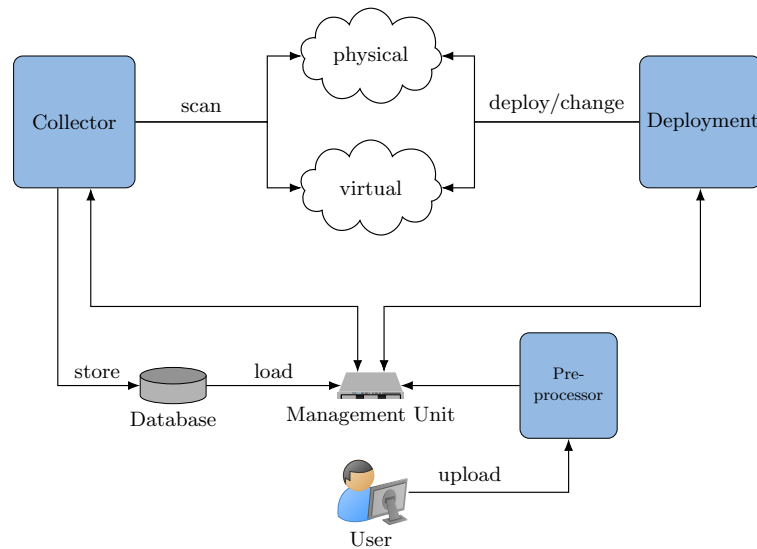 physical
scan
deploy/change
Collector
Deployment
virtual
store
load
Pre-
processor
Database
Management Unit
upload
User